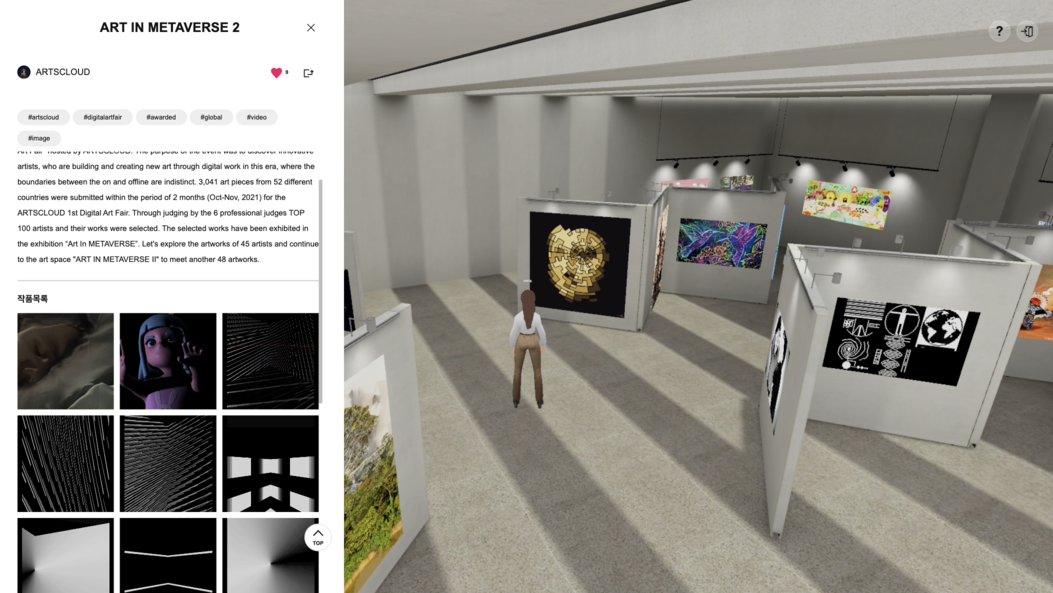 ART IN METAVERSE 2
ARTSCLOUD
9
#artscloud
#digitalartfair
#awarded
#global
#video
#image
Art Fair" hosted by ARTSCLOUD. The purpose of the event was to discover innovative
artists, who are building and creating new art through digital work in this era, where the
boundaries between the on and offline are indistinct. 3,041 art pieces from 52 different
countries were submitted within the period of 2 months (Oct-Nov, 2021) for the
ARTSCLOUD 1st Digital Art Fair. Through judging by the 6 professional judges TOP
100 artists and their works were selected. The selected works have been exhibited in
the exhibition "Art In METAVERSE". Let's explore the artworks of 45 artists and continue
to the art space "ART IN METAVERSE II" to meet another 48 artworks.
작품목록
TOP
?